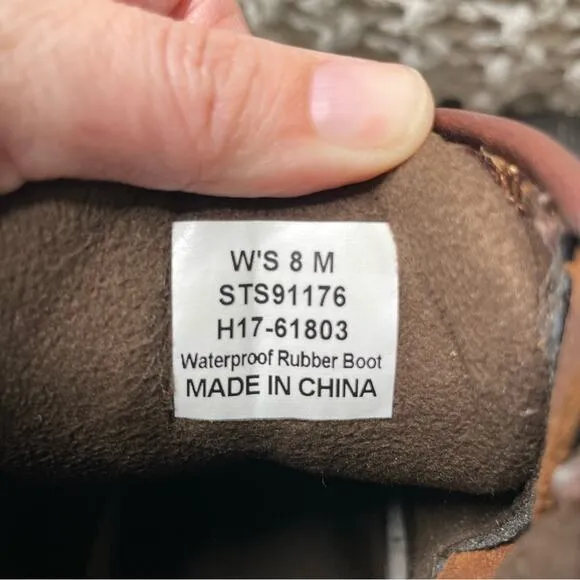 W'S 8 M
STS91176
H17-61803
Waterproof Rubber Boot
MADE IN CHINA